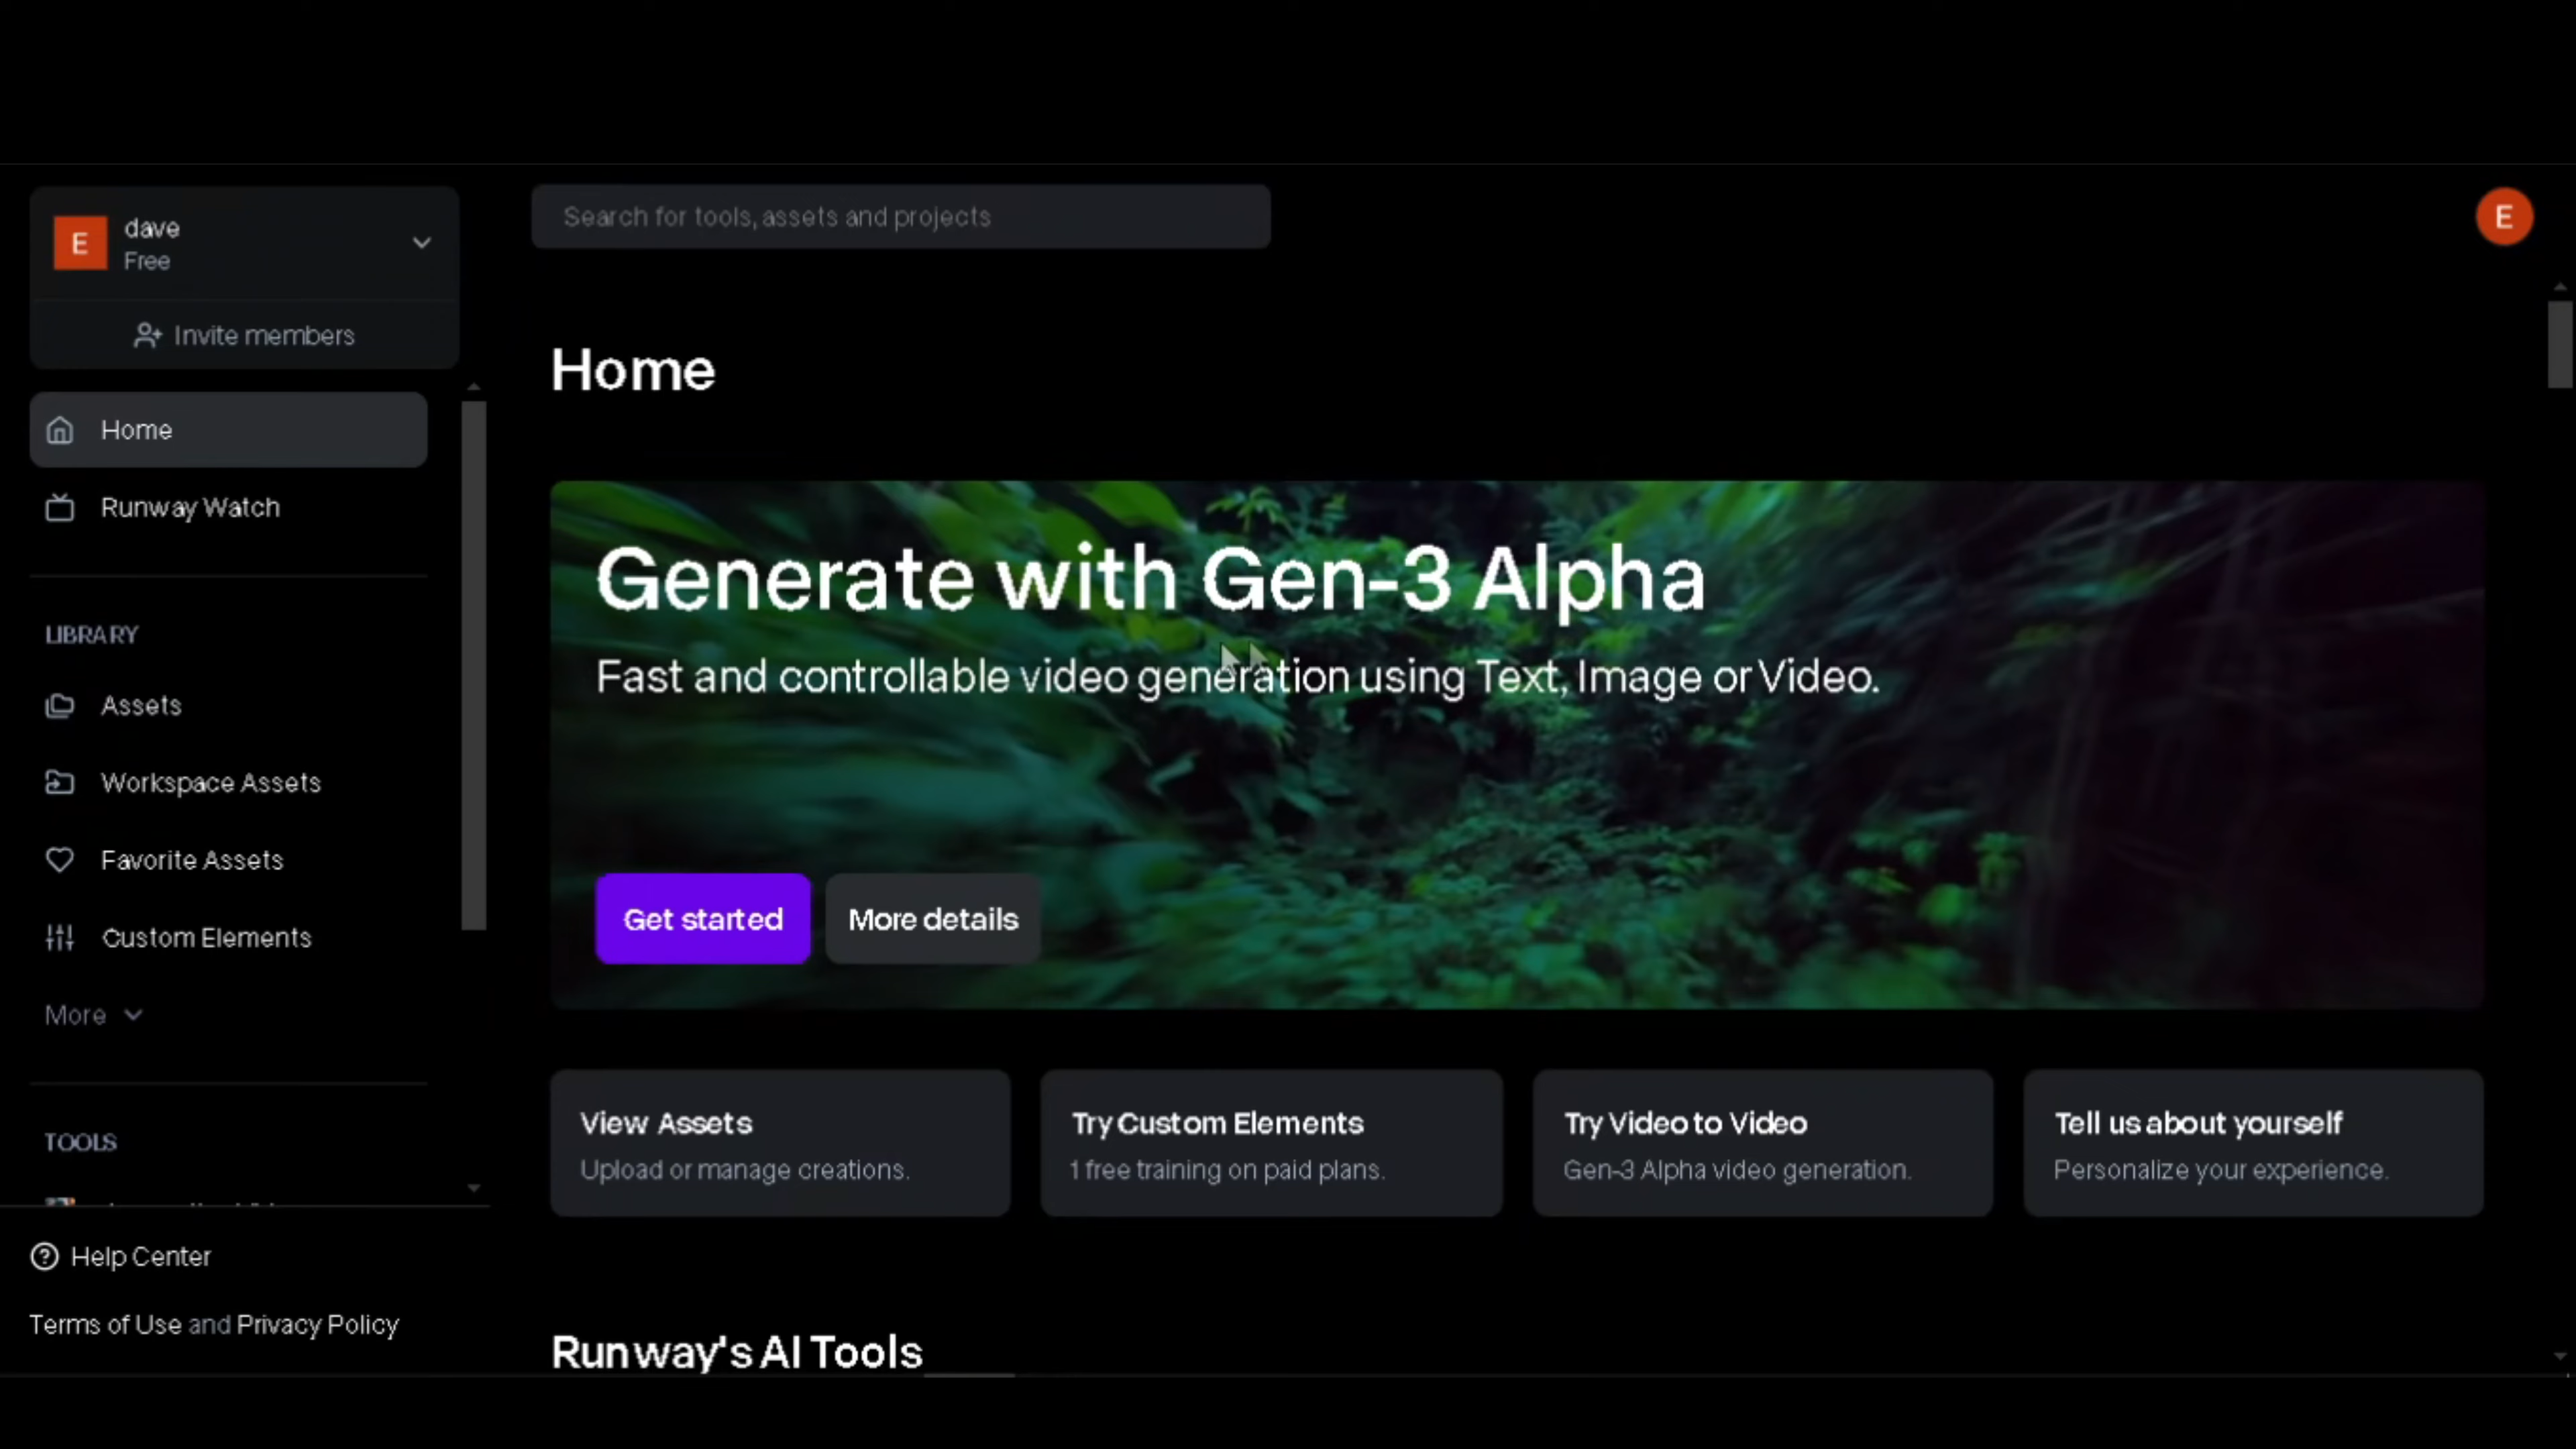 E
dave
Free
Invite members
Home
Runway Watch
LIBRARY
Assets
Workspace Assets
Favorite Assets
Custom Elements
More
TOOLS
Help Center
Terms of Use and Privacy Policy
Search for tools, assets and projects
E
Home
Generate with Gen-3 Alpha
Fast and controllable video generation using Text, Image or Video.
Get started
More details
View Assets
Upload or manage creations.
Try Custom Elements
1 free training on paid plans.
Try Video to Video
Gen-3 Alpha video generation.
Tell us about yourself
Personalize your experience.
Runway's AI Tools